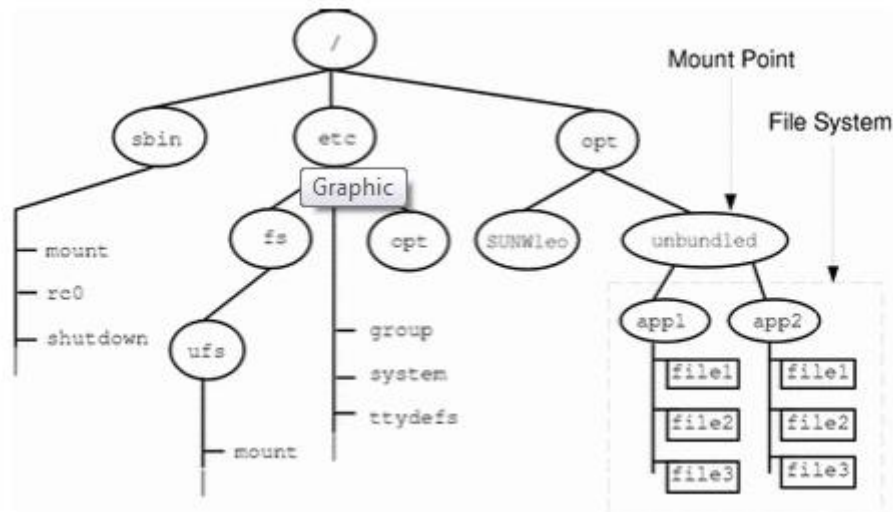 /
Mount Point
File System
sbin
etc
opt
Graphic
fs
opt
SUNWleo
unbundled
mount
rc0
shutdown
ufs
group
system
ttydefs
mount
app1
app2
file1
file1
file2
file2
file3
file3